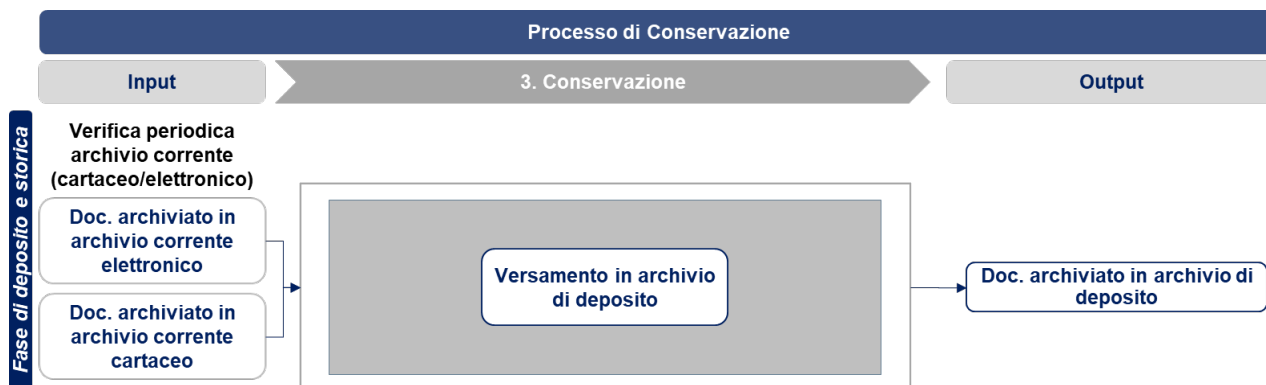 Processo di Conservazione
Input
3. Conservazione
Output
Fase di deposito e storica
Verifica periodica
archivio corrente
(cartaceo/elettronico)
Doc. archiviato in
archivio corrente
elettronico
Doc. archiviato in
archivio corrente
cartaceo
Versamento in archivio
di deposito
Doc. archiviato in archivio di
deposito